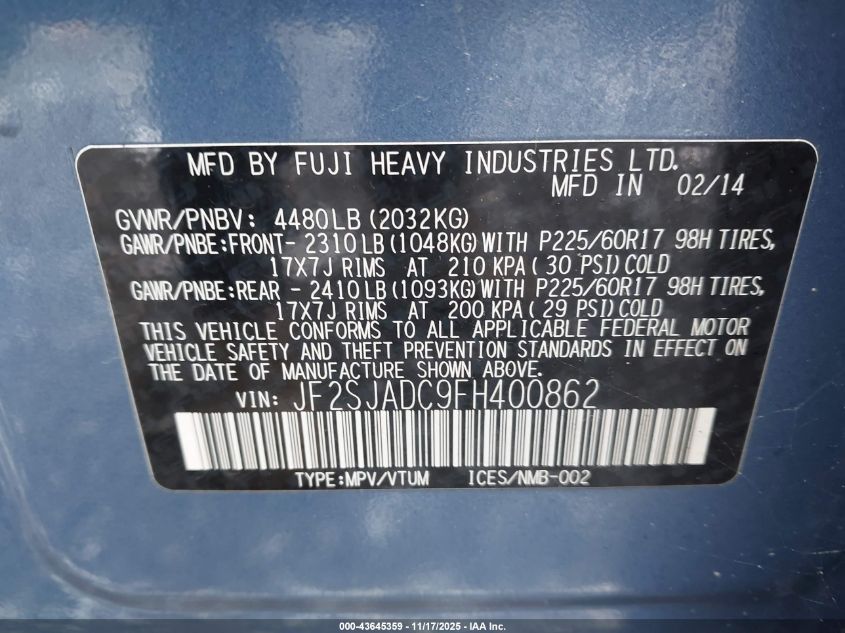 MFD BY FUJI HEAVY INDUSTRIES LTD.
MFD IN 02/14
GVWR/PNBV: 4480LB (2032KG)
GAWR/PNBE:FRONT- 2310LB (1048KG) WITH P225/60R17 98H TIRES,
17X7J RIMS AT 210 KPA ( 30 PSI) COLD
GAWR/PNBE:REAR - 2410LB (1093KG) WITH P225/60R17 98H TIRES,
17X7J RIMS AT 200 KPA ( 29 PSI) COLD
THIS VEHICLE CONFORMS TO ALL APPLICABLE FEDERAL MOTOR
VEHICLE SAFETY AND THEFT PREVENTION STANDARDS IN EFFECT ON
THE DATE OF MANUFACTURE SHOWN ABOVE.
VIN: JF2SJADC9FH400862
TYPE:MPV/VTUM ICES/NMB-002
000-43645359 - 11/17/2025 - IAA Inc.